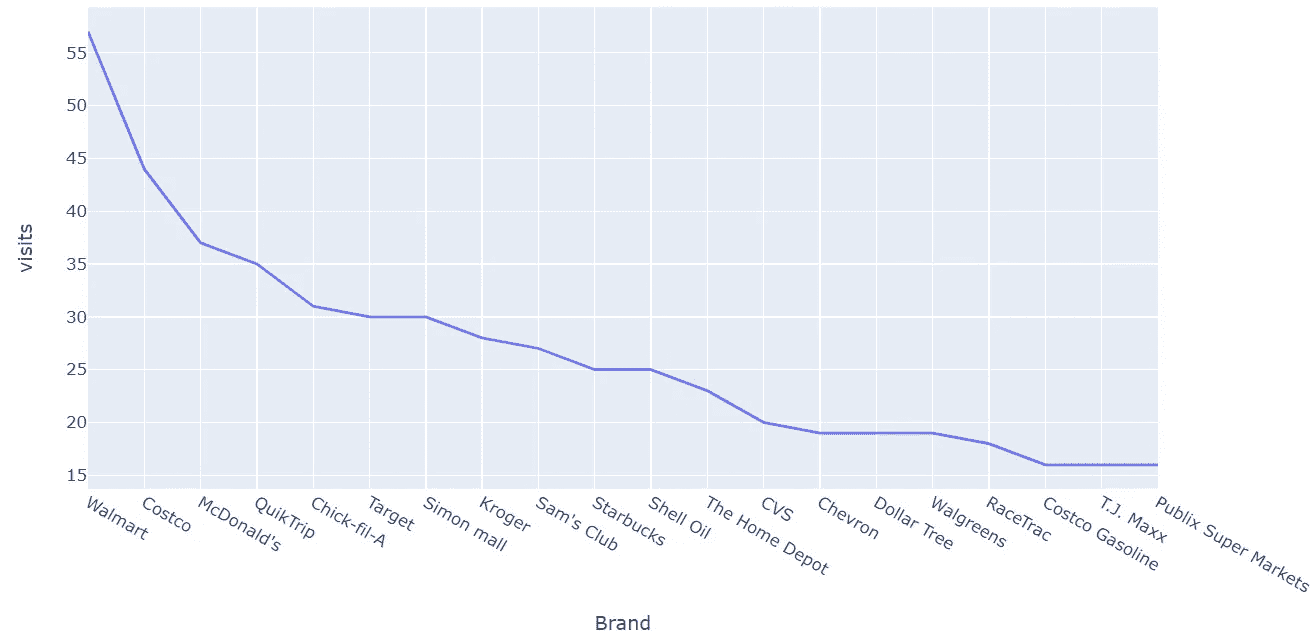 55
50
45
40
35
30
25
20
15
visits
Walmart
Costco
McDonald's
QuikTrip
Chick-fil-A
Target
Simon mall
Kroger
Sam's Club
Starbucks
Shell Oil
The Home Depot
CVS
Chevron
Dollar Tree
Walgreens
RaceTrac
Costco Gasoline
T.J. Maxx
Publix Super Markets
Brand